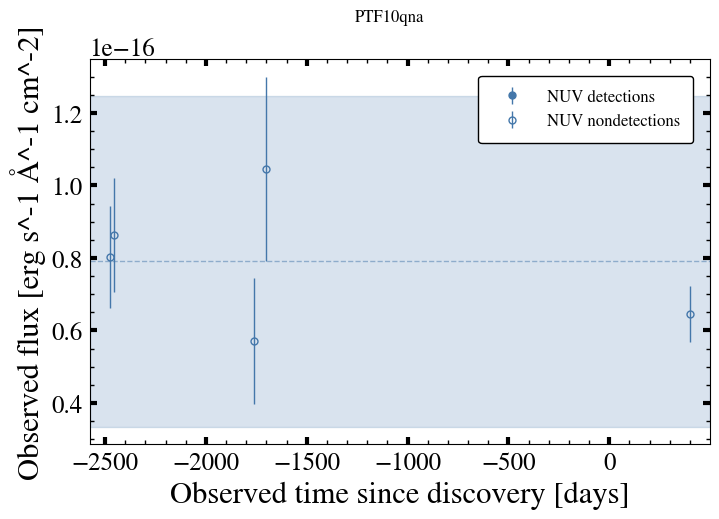 PTF10qna
1e−16
NUV detections
NUV nondetections
1.2
1.0
0.8
0.6
0.4
Observed flux [erg s^-1 Å^-1 cm^-2]
−2500 −2000 −1500 −1000 −500 0
Observed time since discovery [days]